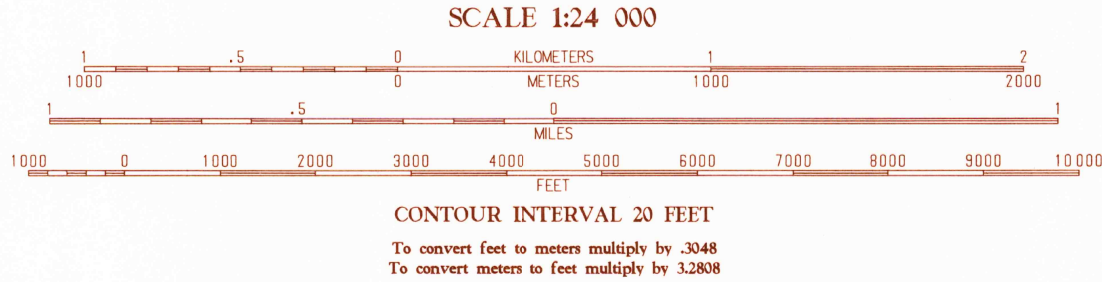 SCALE 1:24 000
1 .5 0 KILOMETERS 1 2
1000 0 METERS 1000 2000
1 .5 0 1
MILES
1000 0 1000 2000 3000 4000 5000 6000 7000 8000 9000 10 000
FEET
CONTOUR INTERVAL 20 FEET
To convert feet to meters multiply by .3048
To convert meters to feet multiply by 3.2808